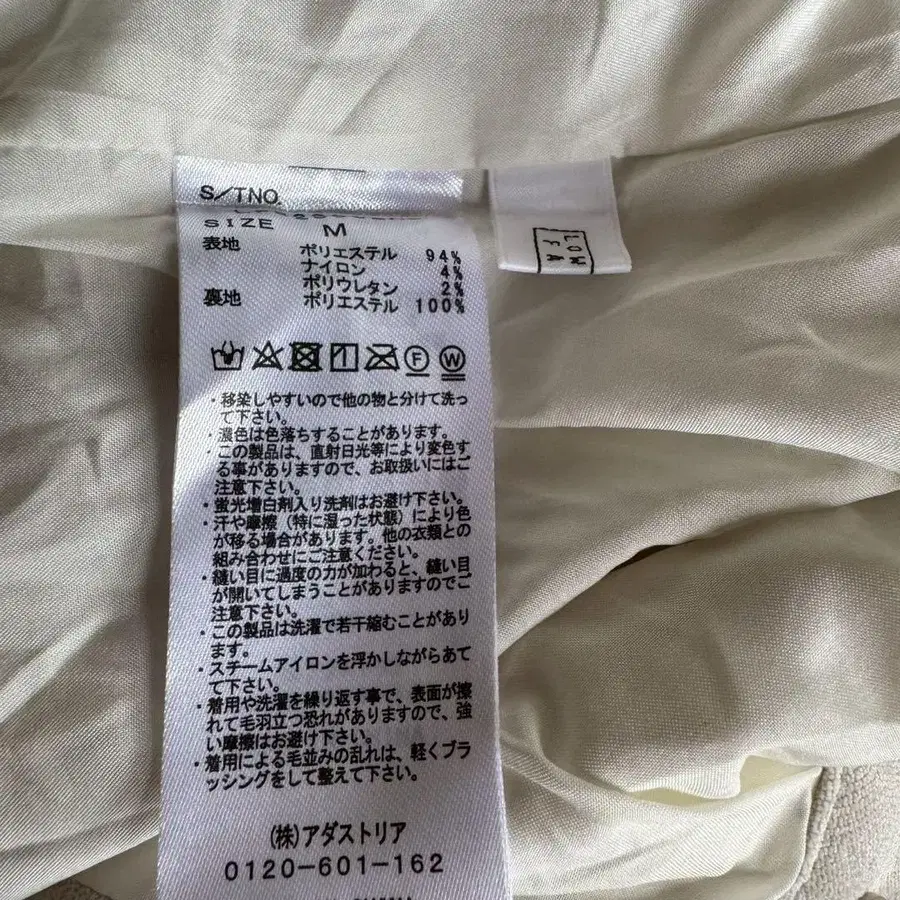 S/TNO.
SIZE M
表地 ポリエステル 94%
ナイロン 4%
ポリウレタン 2%
裏地 ポリエステル 100%
F W
・移染しやすいので他の物と分けて洗っ
て下さい。
・濃色は色落ちすることがあります。
・この製品は、直射日光等により変色す
る事がありますので、お取扱いにはご
注意下さい。
・蛍光増白剤入り洗剤はお避け下さい。
・汗や摩擦（特に湿った状態）により色
が移る場合があります。他の衣類との
組み合わせにご注意ください。
・縫い目に過度の力が加わると、縫い目
が開いてしまうことがありますのでご
注意下さい。
・この製品は洗濯で若干縮むことがあり
ます。
・スチームアイロンを浮かしながらあて
て下さい。
・着用や洗濯を繰り返す事で、表面が擦
れて毛羽立つ恐れがありますので、強
い摩擦はお避け下さい。
・着用による毛並みの乱れは、軽くブラ
ッシングをして整えて下さい。
(株)アダストリア
0120-601-162
LOW
FA